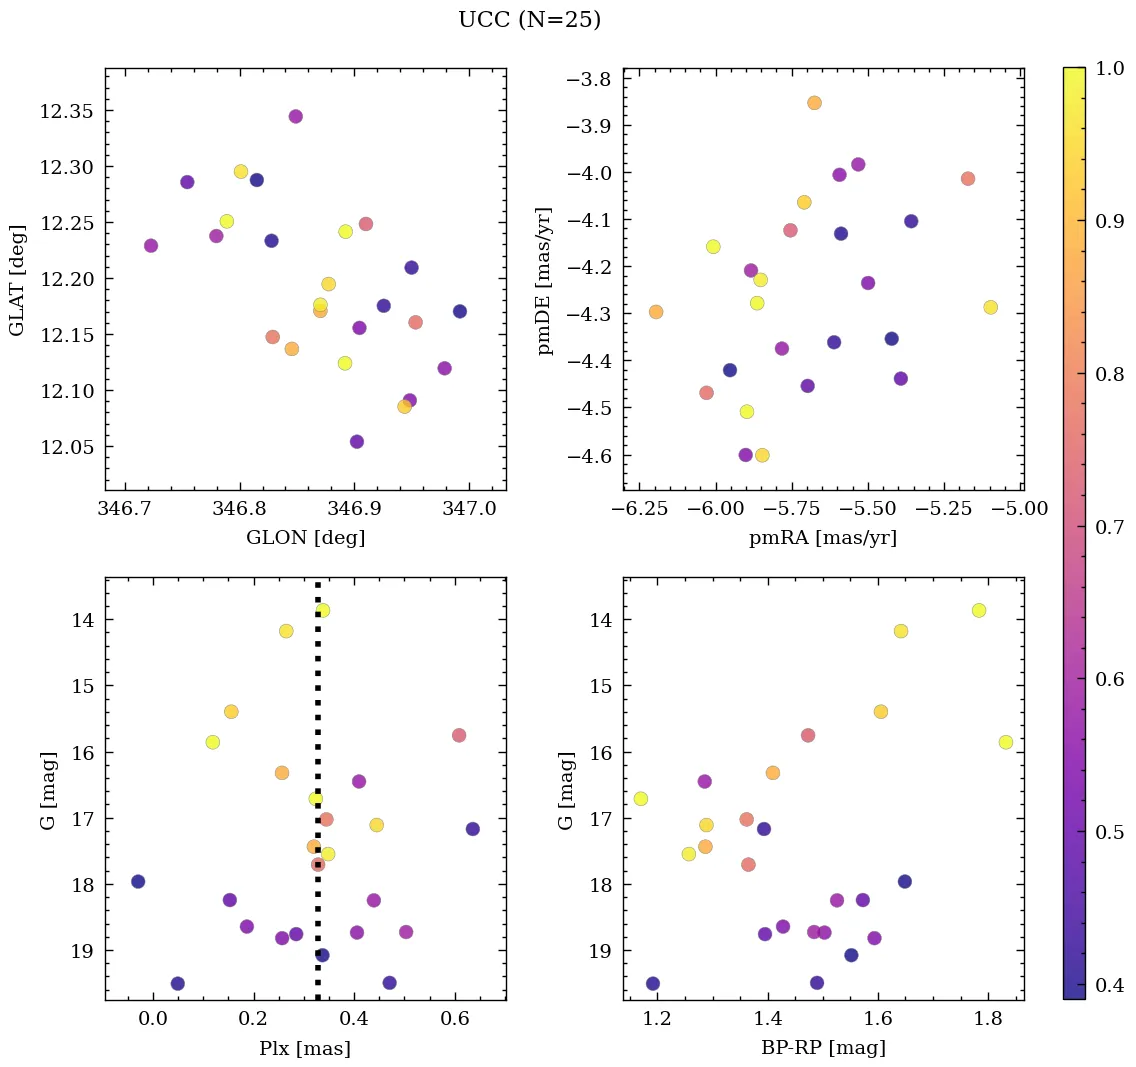 UCC (N=25)
12.35
12.30
12.25
12.20
12.15
12.10
12.05
GLAT [deg]
346.7 346.8 346.9 347.0
GLON [deg]
−3.8
−3.9
−4.0
−4.1
−4.2
−4.3
−4.4
−4.5
−4.6
pmDE [mas/yr]
−6.25 −6.00 −5.75 −5.50 −5.25 −5.00
pmRA [mas/yr]
14
15
16
17
18
19
G [mag]
0.0 0.2 0.4 0.6
Plx [mas]
14
15
16
17
18
19
G [mag]
1.2 1.4 1.6 1.8
BP-RP [mag]
1.0
0.9
0.8
0.7
0.6
0.5
0.4